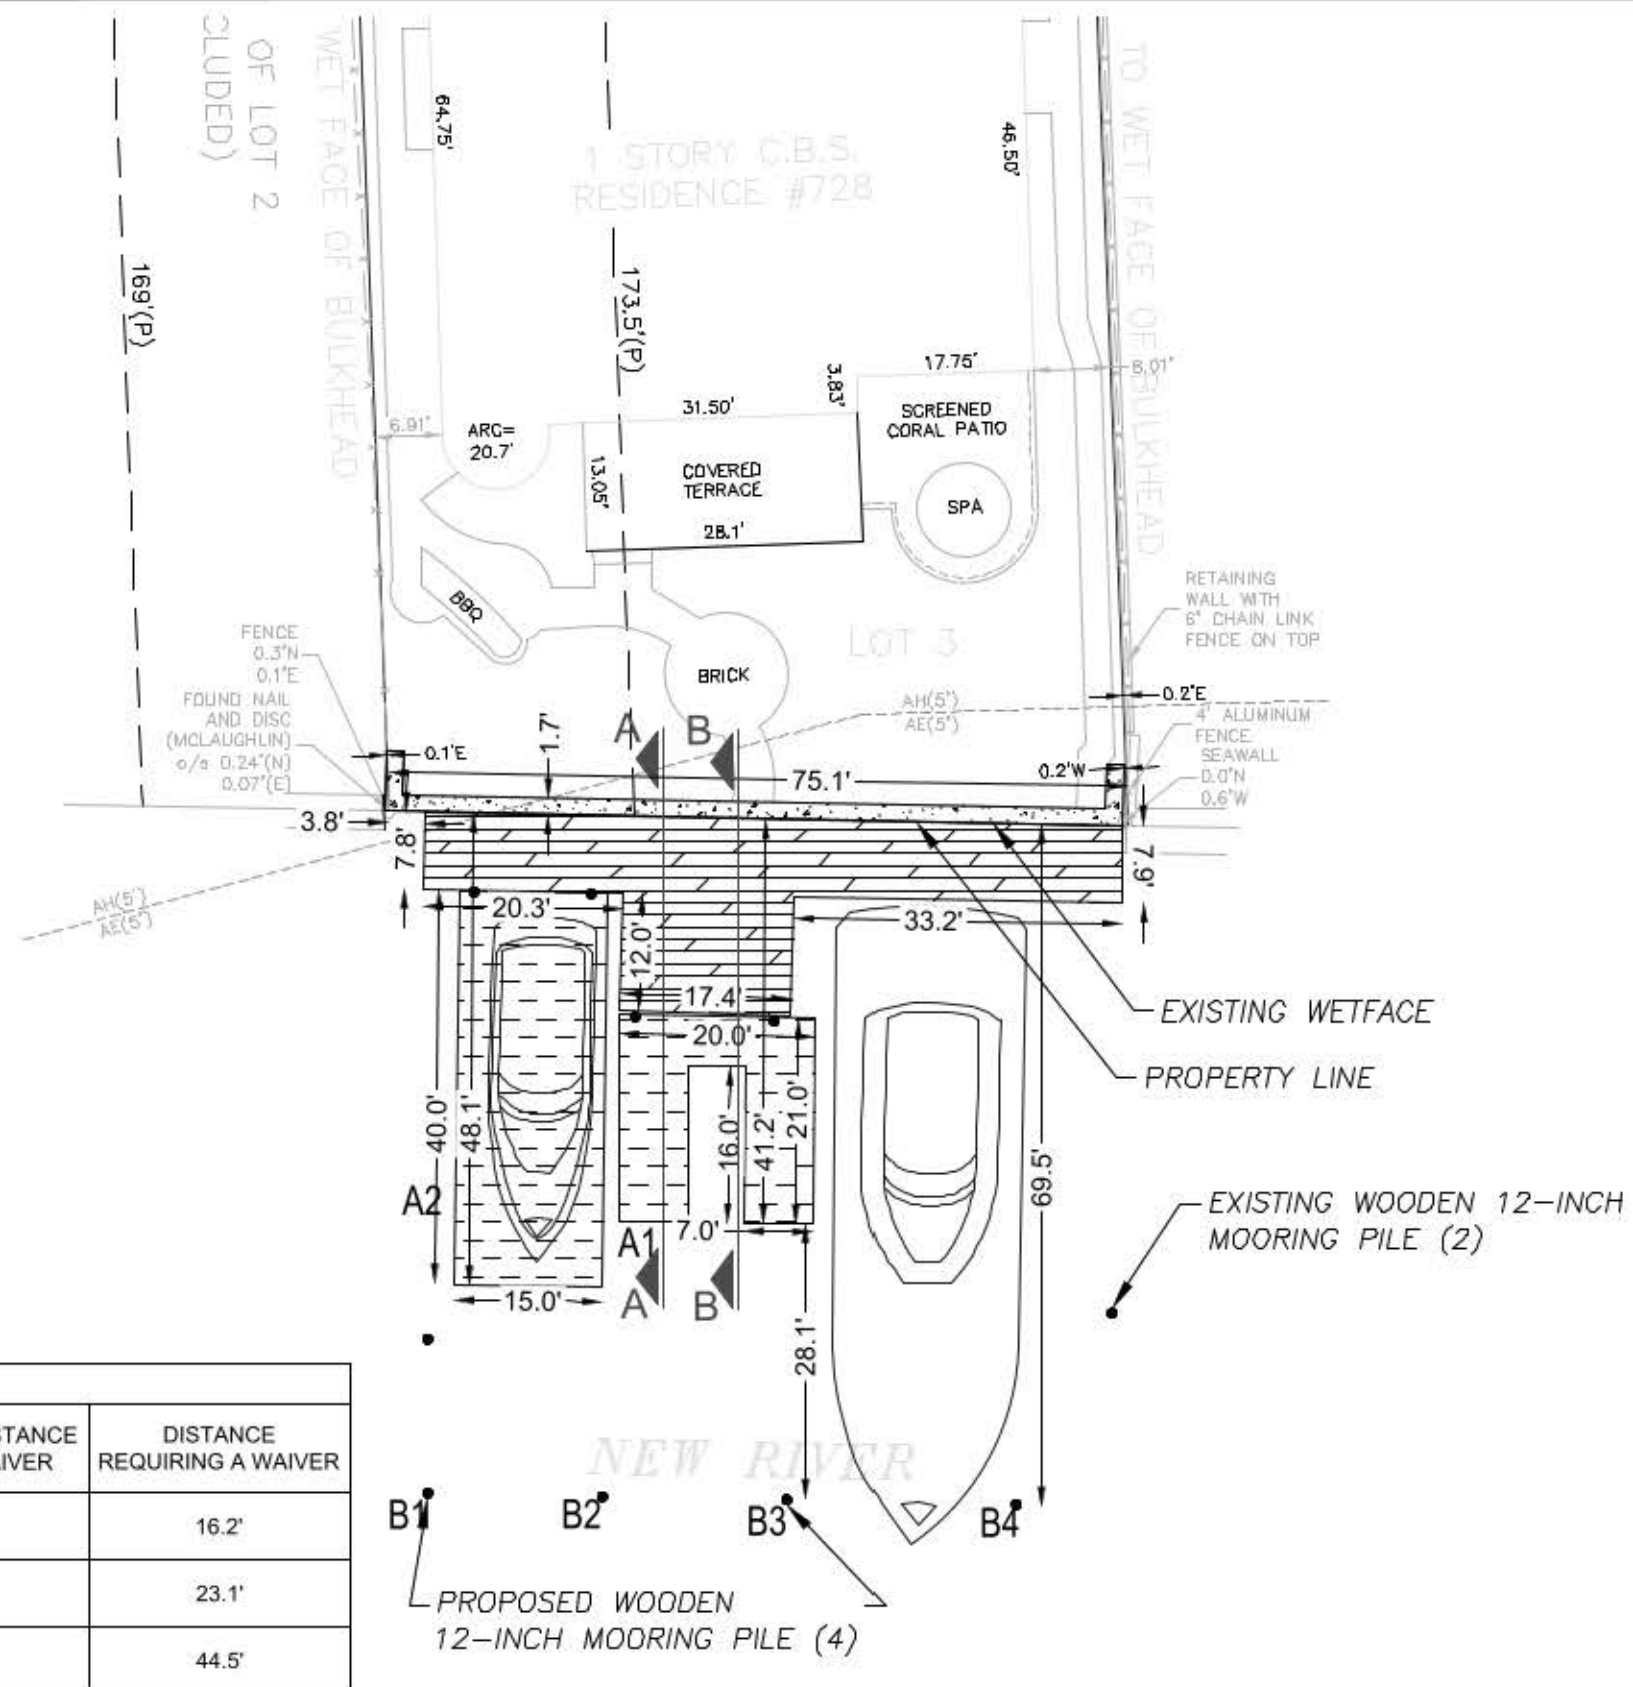 OF LOT 2
CLUDED)
WET FACE OF BULKHEAD
TO WET FACE OF BULKHEAD
64.75'
46.50'
1 STORY C.B.S.
RESIDENCE #728
169'(P)
173.5'(P)
17.75'
8.01'
3.83'
31.50'
SCREENED
CORAL PATIO
6.91'
ARC=
20.7'
13.05'
COVERED
TERRACE
SPA
28.1'
BBQ
RETAINING
WALL WITH
6' CHAIN LINK
FENCE ON TOP
FENCE
0.3'N
0.1'E
LOT 3
BRICK
FOUND NAIL
AND DISC
(MCLAUGHLIN)
o/s 0.24'(N)
0.07'(E)
AH(5')
AE(5')
0.2'E
4' ALUMINUM
FENCE
SEAWALL
0.0'N
0.6'W
A
B
1.7'
0.1'E
75.1'
0.2'W
3.8'
7.8'
7.9'
AH(5')
AE(5')
20.3'
33.2'
12.0'
17.4'
20.0'
EXISTING WETFACE
PROPERTY LINE
40.0'
48.1'
16.0'
41.2'
21.0'
69.5'
A2
7.0'
A1
EXISTING WOODEN 12-INCH
MOORING PILE (2)
15.0'
A
B
28.1'
NEW RIVER
B1
B2
B3
B4
PROPOSED WOODEN
12-INCH MOORING PILE (4)
STANCE
IVER
DISTANCE
REQUIRING A WAIVER
16.2'
23.1'
44.5'